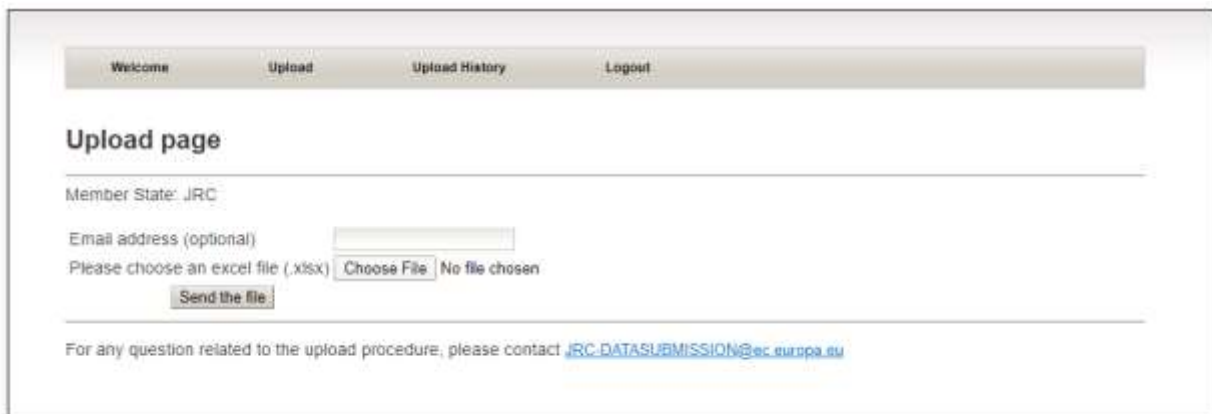 Welcome Upload Upload History Logout
Upload page
Member State: JRC
Email address (optional)
Please choose an excel file (.xlsx) Choose File No file chosen
Send the file
For any question related to the upload procedure, please contact JRC-DATASUBMISSION@ec.europa.eu